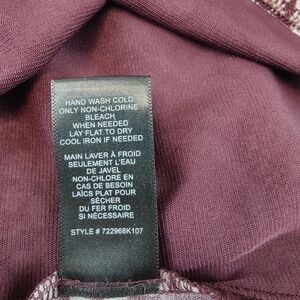 HAND WASH COLD
ONLY NON-CHLORINE
BLEACH
WHEN NEEDED
LAY FLAT TO DRY
COOL IRON IF NEEDED
MAIN LAVER À FROID
SEULEMENT L'EAU
DE JAVEL
NON-CHLORE EN
CAS DE BESOIN
LAÏCS PLAT POUR
SÉCHER
DU FER FROID
SI NÉCESSAIRE
STYLE # 722968K107